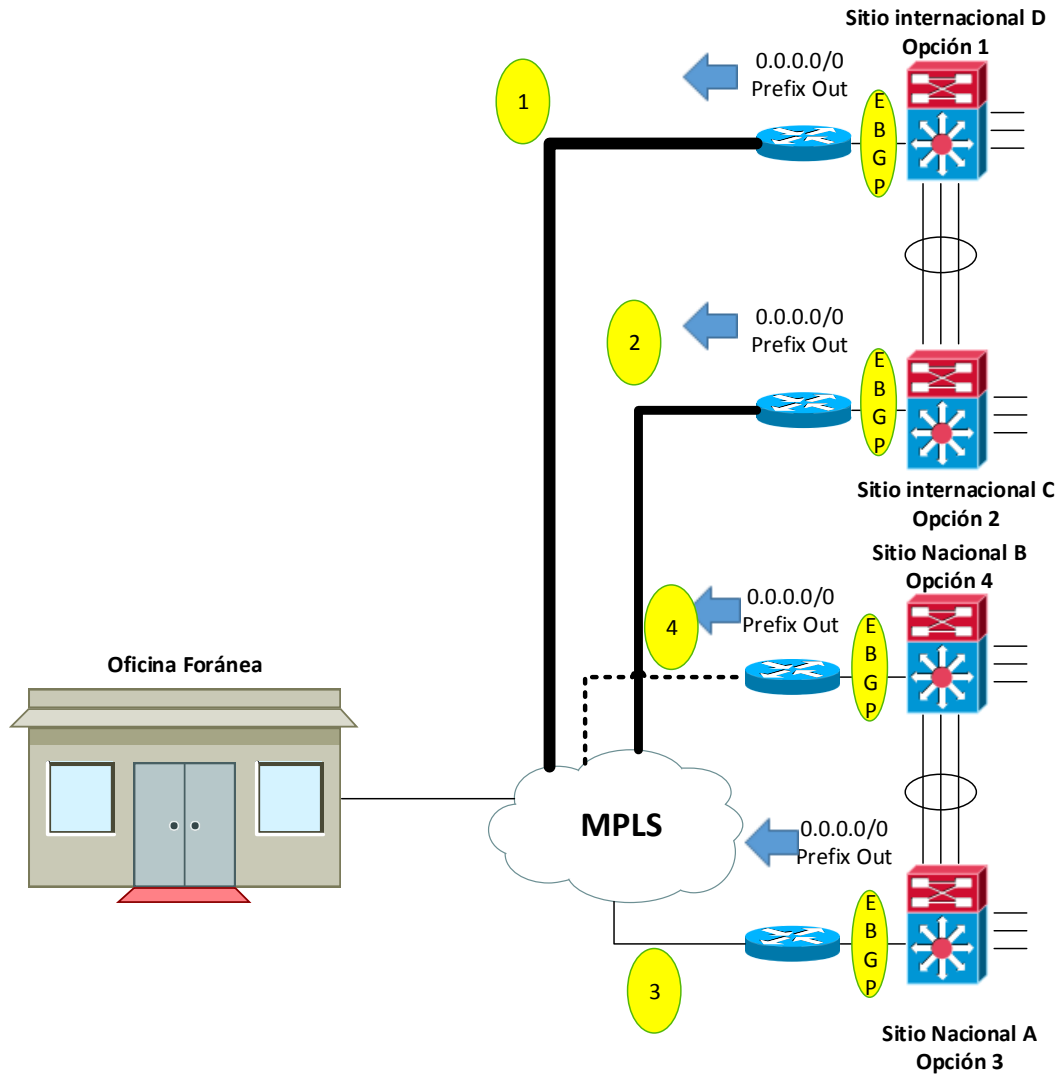 Sitio internacional D
Opción 1
0.0.0.0/0
Prefix Out
1
E
B
G
P
0.0.0.0/0
Prefix Out
2
E
B
G
P
Sitio internacional C
Opción 2
Sitio Nacional B
Opción 4
0.0.0.0/0
Prefix Out
4
E
B
G
P
Oficina Foránea
MPLS
0.0.0.0/0
Prefix Out
E
B
G
P
3
Sitio Nacional A
Opción 3